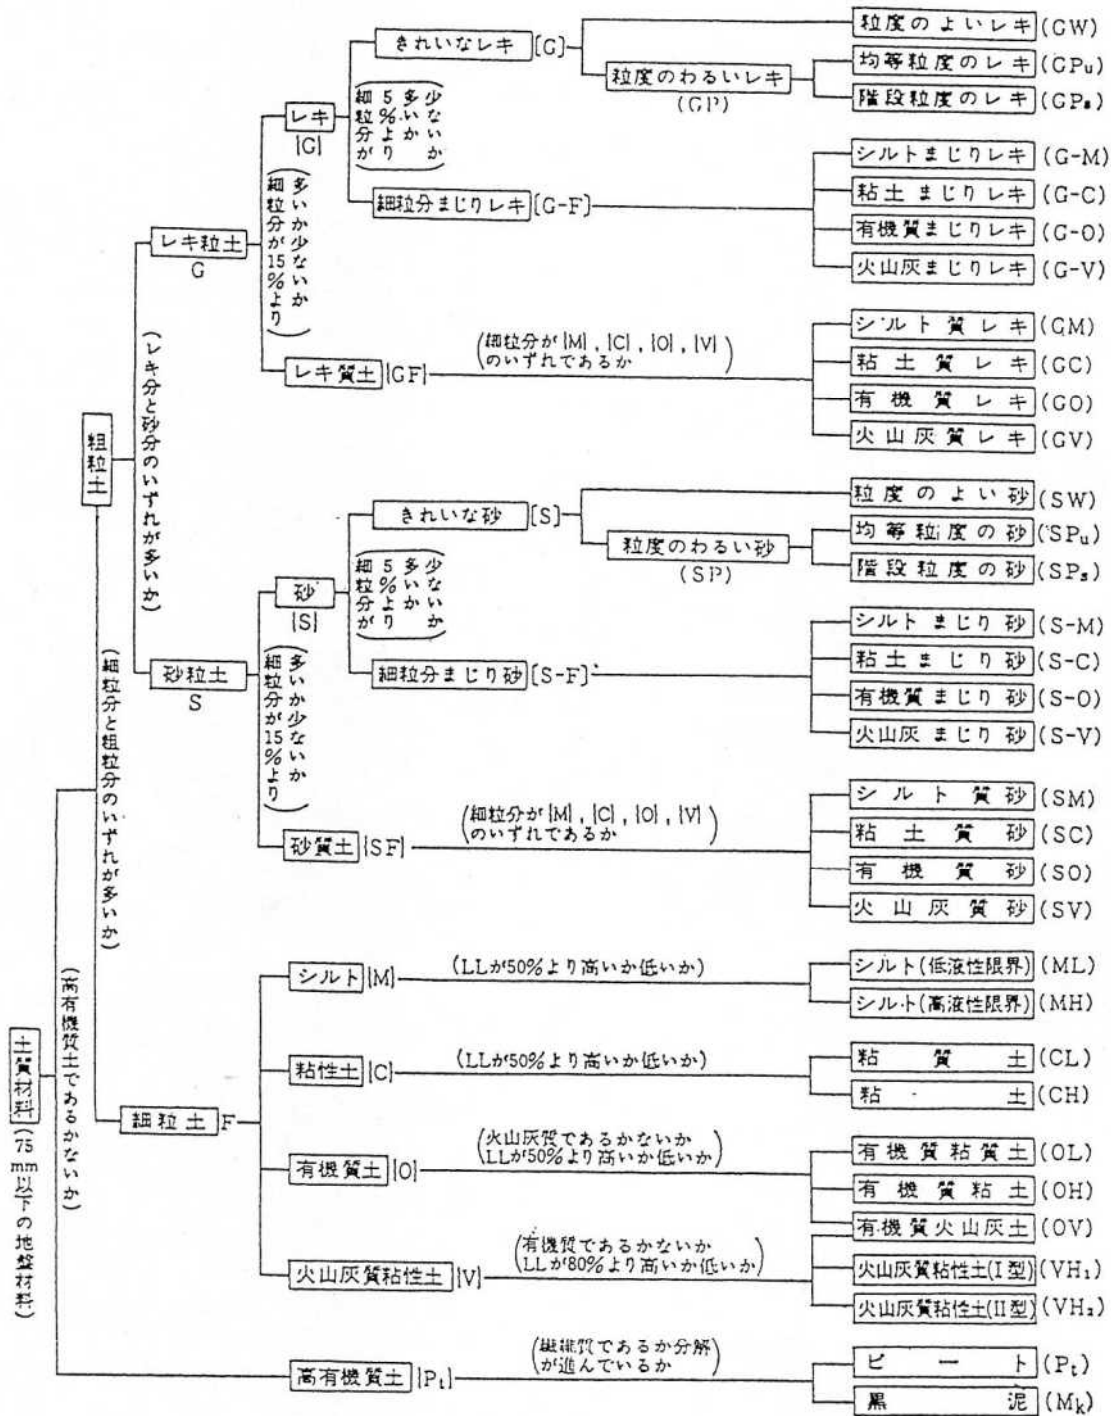 土質材料
(75mm以下の地盤材料)
(高有機質土であるかないか)
粗粒土
(細粒分と粗粒分のいずれが多いか)
(レキ分と砂分のいずれが多いか)
レキ粒土
G
(細粒分が15%より多いか少ないか)
レキ
|G|
(細粒分が5%より多いか少ないか)
きれいなレキ [G]
粒度のよいレキ (GW)
粒度のわるいレキ
(GP)
均等粒度のレキ (GPu)
階段粒度のレキ (GPs)
細粒分まじりレキ [G-F]
シルトまじりレキ (G-M)
粘土まじりレキ (G-C)
有機質まじりレキ (G-O)
火山灰まじりレキ (G-V)
レキ質土 |GF|
(細粒分が|M|, |C|, |O|, |V|
のいずれであるか)
シルト質レキ (GM)
粘土質レキ (GC)
有機質レキ (GO)
火山灰質レキ (GV)
砂粒土
S
(細粒分が15%より多いか少ないか)
砂
|S|
(細粒分が5%より多いか少ないか)
きれいな砂 [S]
粒度のよい砂 (SW)
粒度のわるい砂
(SP)
均等粒度の砂 (SPu)
階段粒度の砂 (SPs)
細粒分まじり砂 [S-F]
シルトまじり砂 (S-M)
粘土まじり砂 (S-C)
有機質まじり砂 (S-O)
火山灰まじり砂 (S-V)
砂質土 |SF|
(細粒分が|M|, |C|, |O|, |V|
のいずれであるか)
シルト質砂 (SM)
粘土質砂 (SC)
有機質砂 (SO)
火山灰質砂 (SV)
細粒土 F
シルト |M|
(LLが50%より高いか低いか)
シルト(低液性限界) (ML)
シルト(高液性限界) (MH)
粘性土 |C|
(LLが50%より高いか低いか)
粘質土 (CL)
粘土 (CH)
有機質土 |O|
(火山灰質であるかないか
LLが50%より高いか低いか)
有機質粘質土 (OL)
有機質粘土 (OH)
有機質火山灰土 (OV)
火山灰質粘性土 |V|
(有機質であるかないか
LLが80%より高いか低いか)
火山灰質粘性土(I型) (VH₁)
火山灰質粘性土(II型) (VH₂)
高有機質土 |Pt|
(繊維質であるか分解
が進んでいるか)
ピート (Pt)
黒泥 (Mk)